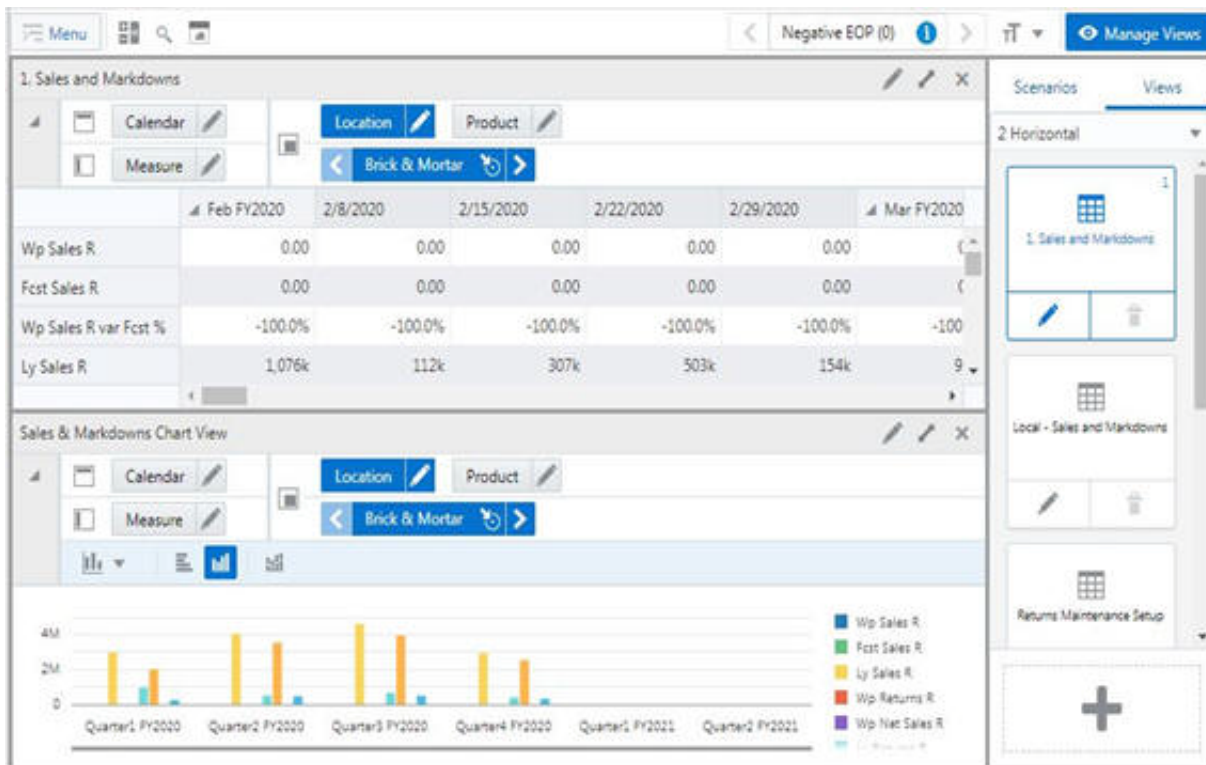 Menu Negative EOP (0) Manage Views
1. Sales and Markdowns
Calendar Location Product
Measure Brick & Mortar
Feb FY2020 2/8/2020 2/15/2020 2/22/2020 2/29/2020 Mar FY2020
Wp Sales R 0.00 0.00 0.00 0.00 0.00
Fcst Sales R 0.00 0.00 0.00 0.00 0.00
Wp Sales R var Fcst % -100.0% -100.0% -100.0% -100.0% -100.0% -100
Ly Sales R 1,076k 112k 307k 503k 154k 9
Sales & Markdowns Chart View
Calendar Location Product
Measure Brick & Mortar
4M
2M
0
Quarter1 FY2020 Quarter2 FY2020 Quarter3 FY2020 Quarter4 FY2020 Quarter1 FY2021 Quarter2 FY2021
Wp Sales R
Fcst Sales R
Ly Sales R
Wp Returns R
Wp Net Sales R
Scenarios Views
2 Horizontal
1
1. Sales and Markdowns
Local - Sales and Markdowns
Returns Maintenance Setup